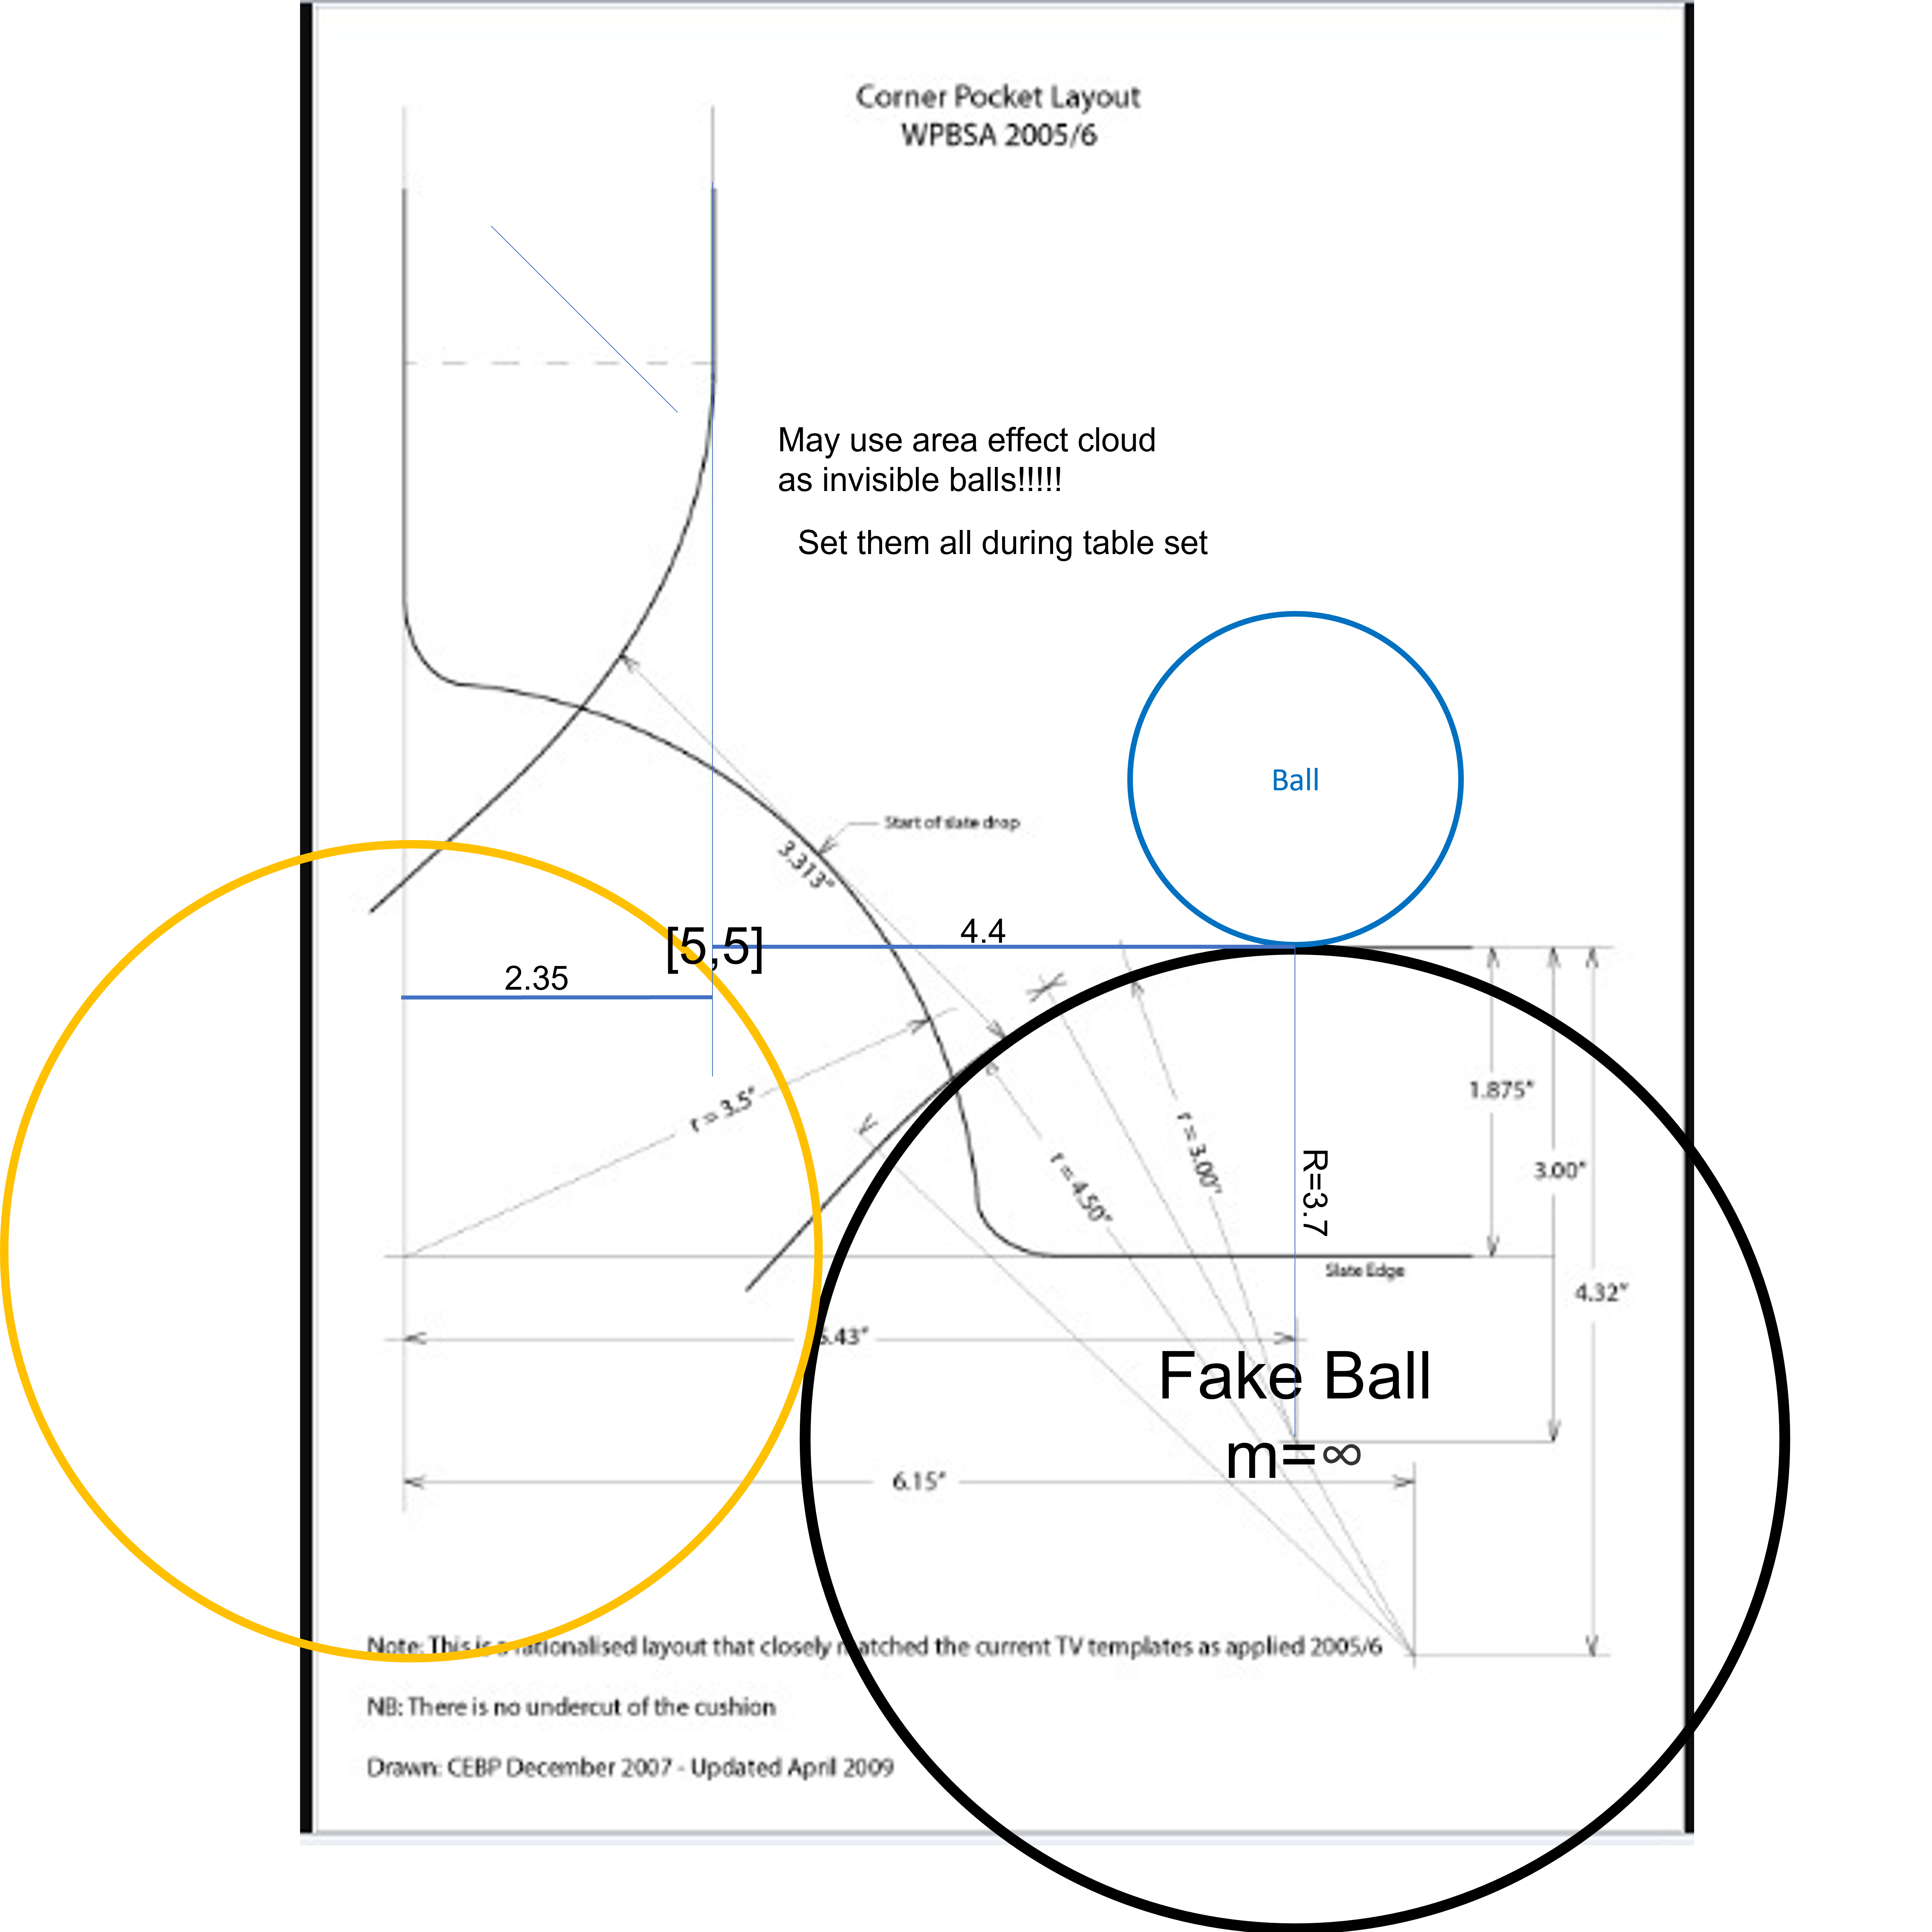 Corner Pocket Layout
WPBSA 2005/6
May use area effect cloud
as invisible balls!!!!!
Set them all during table set
Ball
Start of slate drop
3.313"
[5,5]
4.4
2.35
r = 3.5"
r = 4.50"
r = 3.00"
R=3.7
1.875"
3.00"
4.32"
Slate Edge
.43"
Fake Ball
m=∞
6.15"
Note: This is a rationalised layout that closely matched the current TV templates as applied 2005/6
NB: There is no undercut of the cushion
Drawn: CEBP December 2007 - Updated April 2009